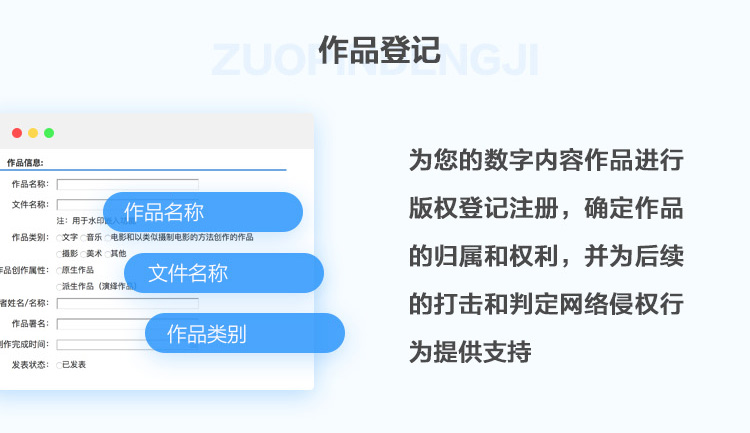 ZUOPINDENGJI
作品登记
作品信息:
作品名称:
文件名称:
作品名称
注: 用于水印嵌入
作品类别: 文字 音乐 电影和以类似摄制电影的方法创作的作品
摄影 美术 其他
作品创作属性: 原生作品
文件名称
派生作品（演绎作品）
者姓名/名称:
作品署名:
作品类别
创作完成时间:
发表状态: 已发表
为您的数字内容作品进行
版权登记注册，确定作品
的归属和权利，并为后续
的打击和判定网络侵权行
为提供支持